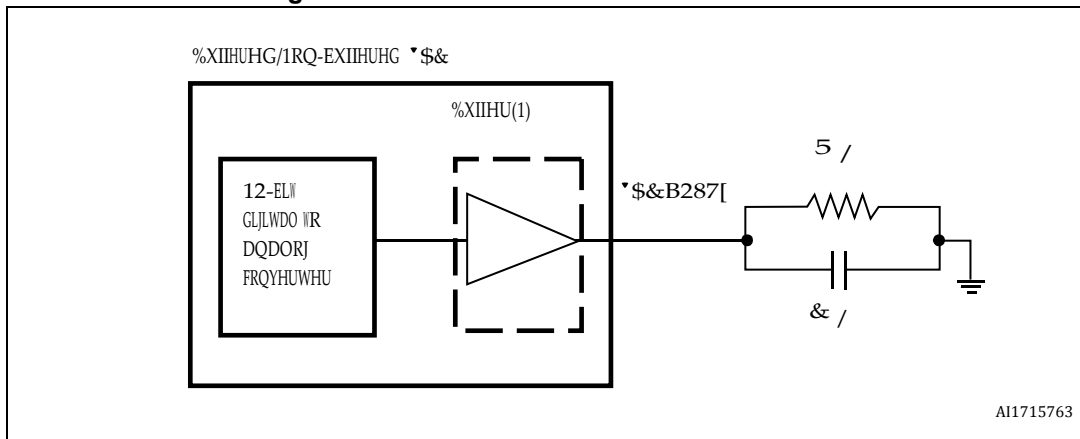 g
%XIIHUHG/1RQ-EXIIHUHG ▾$&
%XIIHU(1)
12-ELW
GLJLWDO WR
DQDORJ
FRQYHUWHU
▾$&B287[
5 /
& /
AI1715763